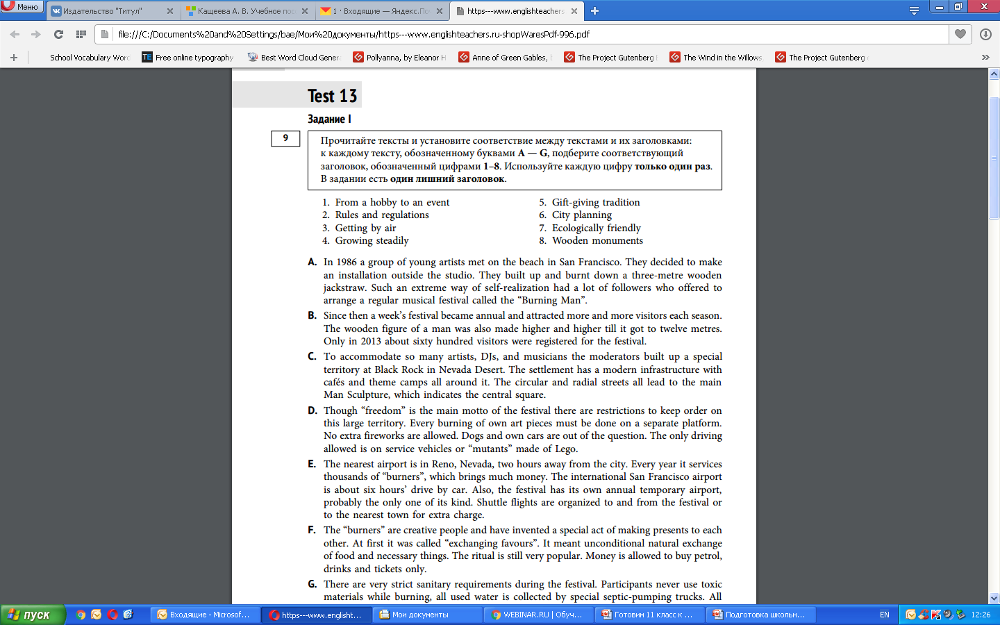 Меню
Издательство "Титул"
Кащеева А. В. Учебное пос
1 · Входящие — Яндекс.По
https---www.englishteachers
12:26
file:///C:/Documents%20and%20Settings/bae/Мои%20документы/https---www.englishteachers.ru-shopWaresPdf-996.pdf
School Vocabulary Word
Free online typography
Best Word Cloud Gener
Pollyanna, by Eleanor H
Anne of Green Gables,
The Project Gutenberg E
The Wind in the Willows
The Project Gutenberg
Test 13
Задание I
9
Прочитайте тексты и установите соответствие между текстами и их заголовками:
к каждому тексту, обозначенному буквами A — G, подберите соответствующий
заголовок, обозначенный цифрами 1–8. Используйте каждую цифру только один раз.
В задании есть один лишний заголовок.
1. From a hobby to an event
2. Rules and regulations
3. Getting by air
4. Growing steadily
5. Gift-giving tradition
6. City planning
7. Ecologically friendly
8. Wooden monuments
A. In 1986 a group of young artists met on the beach in San Francisco. They decided to make
an installation outside the studio. They built up and burnt down a three-metre wooden
jackstraw. Such an extreme way of self-realization had a lot of followers who offered to
arrange a regular musical festival called the “Burning Man”.
B. Since then a week’s festival became annual and attracted more and more visitors each season.
The wooden figure of a man was also made higher and higher till it got to twelve metres.
Only in 2013 about sixty hundred visitors were registered for the festival.
C. To accommodate so many artists, DJs, and musicians the moderators built up a special
territory at Black Rock in Nevada Desert. The settlement has a modern infrastructure with
cafés and theme camps all around it. The circular and radial streets all lead to the main
Man Sculpture, which indicates the central square.
D. Though “freedom” is the main motto of the festival there are restrictions to keep order on
this large territory. Every burning of own art pieces must be done on a separate platform.
No extra fireworks are allowed. Dogs and own cars are out of the question. The only driving
allowed is on service vehicles or “mutants” made of Lego.
E. The nearest airport is in Reno, Nevada, two hours away from the city. Every year it services
thousands of “burners”, which brings much money. The international San Francisco airport
is about six hours’ drive by car. Also, the festival has its own annual temporary airport,
probably the only one of its kind. Shuttle flights are organized to and from the festival or
to the nearest town for extra charge.
F. The “burners” are creative people and have invented a special act of making presents to each
other. At first it was called “exchanging favours”. It meant unconditional natural exchange
of food and necessary things. The ritual is still very popular. Money is allowed to buy petrol,
drinks and tickets only.
G. There are very strict sanitary requirements during the festival. Participants never use toxic
materials while burning, all used water is collected by special septic-pumping trucks. All
пуск
Входящие - Microsof...
https---www.englisht...
Мои документы
WEBINAR.RU | Обуч...
Готовим 11 класс к ...
Подготовка школьн...
EN
12:26